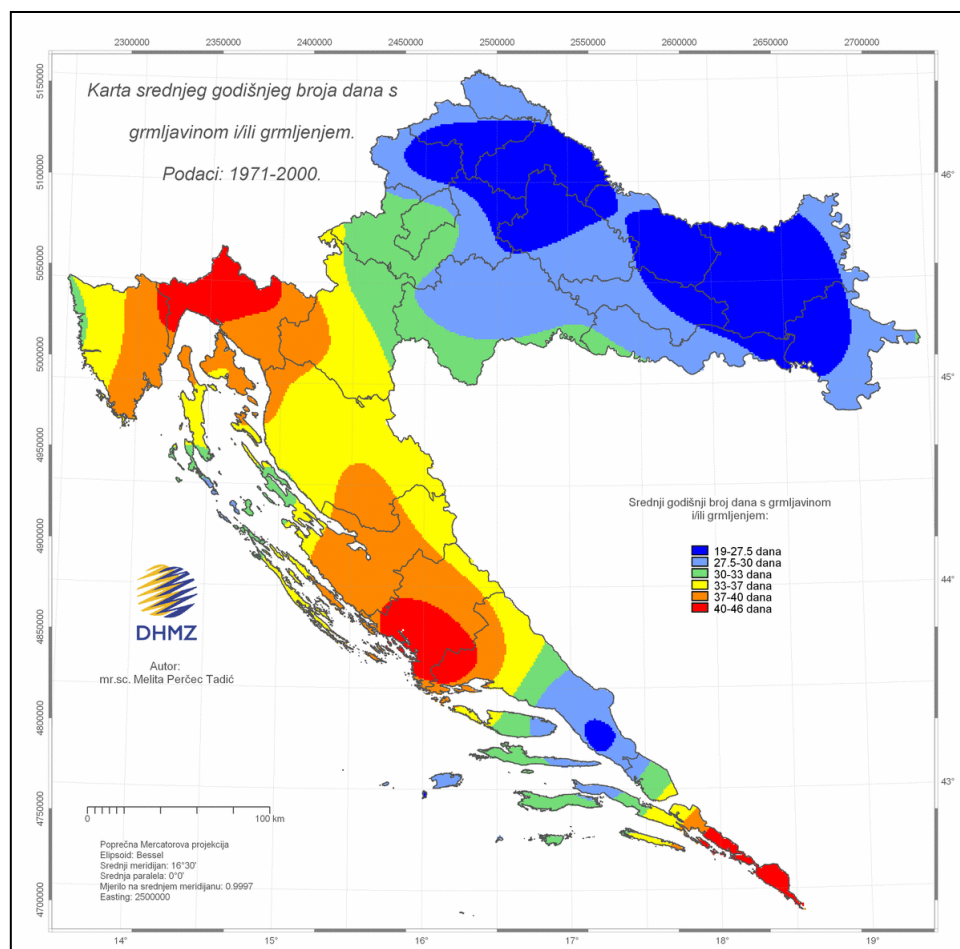 2300000 2350000 2400000 2450000 2500000 2550000 2600000 2650000 2700000
Karta srednjeg godišnjeg broja dana s
grmljavinom i/ili grmljenjem.
Podaci: 1971-2000.
5150000
5100000
5050000
5000000
4950000
4900000
4850000
4800000
4750000
4700000
46°
45°
44°
43°
Srednji godišnji broj dana s grmljavinom
i/ili grmljenjem:
19-27.5 dana
27.5-30 dana
30-33 dana
33-37 dana
37-40 dana
40-46 dana
DHMZ
Autor:
mr.sc. Melita Perčec Tadić
0 100 km
Poprečna Mercatorova projekcija
Elipsoid: Bessel
Srednji meridijan: 16°30'
Srednja paralela: 0°0'
Mjerilo na srednjem meridijanu: 0.9997
Easting: 2500000
14° 15° 16° 17° 18° 19°